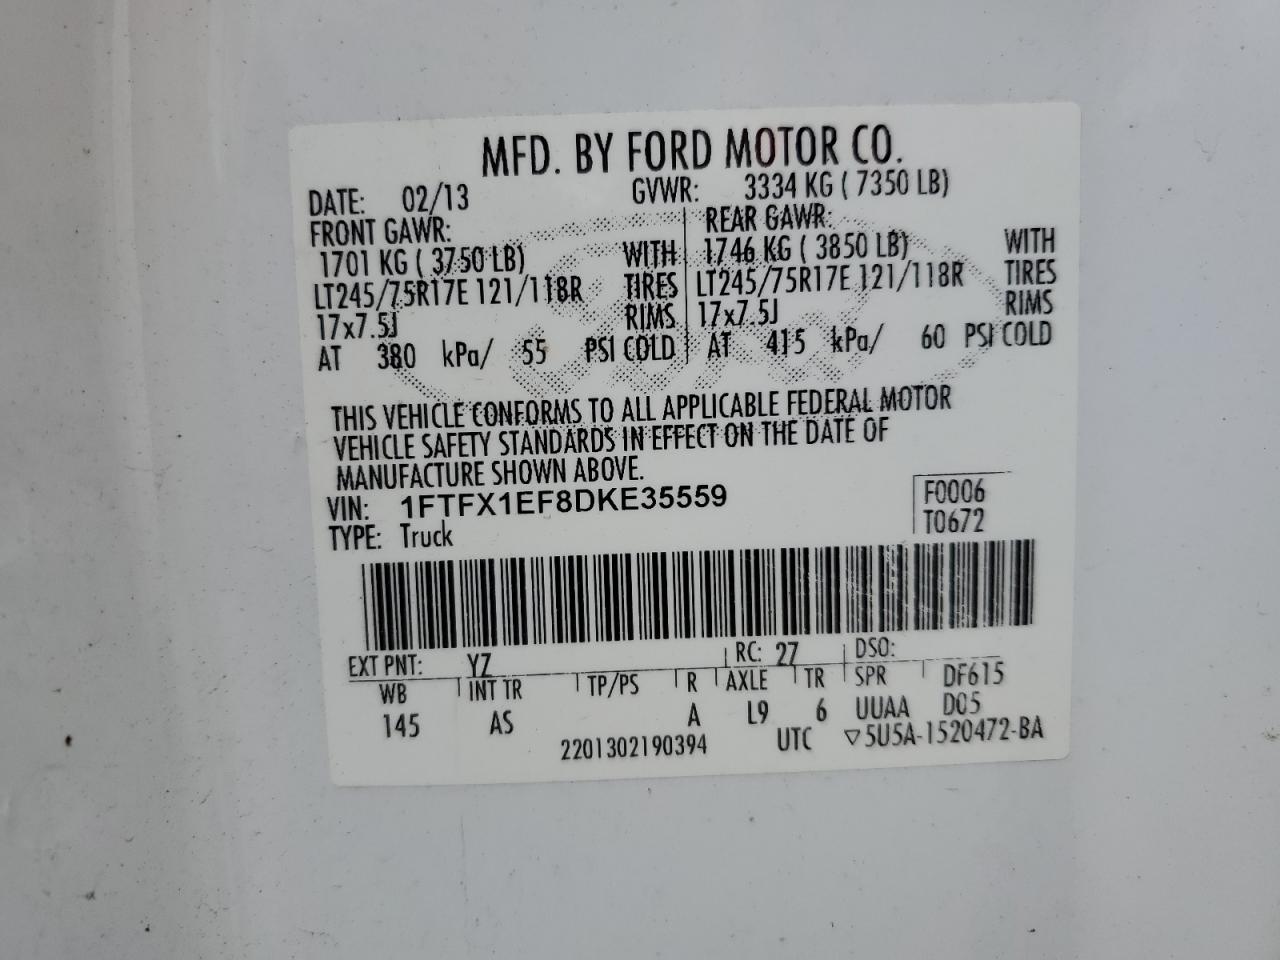 MFD. BY FORD MOTOR CO.
DATE: 02/13 GVWR: 3334 KG ( 7350 LB)
FRONT GAWR: REAR GAWR:
1701 KG ( 3750 LB) WITH 1746 KG ( 3850 LB) WITH
LT245/75R17E 121/118R TIRES LT245/75R17E 121/118R TIRES
17x7.5J RIMS 17x7.5J RIMS
AT 380 kPa/ 55 PSI COLD AT 415 kPa/ 60 PSI COLD
THIS VEHICLE CONFORMS TO ALL APPLICABLE FEDERAL MOTOR
VEHICLE SAFETY STANDARDS IN EFFECT ON THE DATE OF
MANUFACTURE SHOWN ABOVE.
VIN: 1FTFX1EF8DKE35559 F0006
TYPE: Truck T0672
EXT PNT: YZ RC: 27 DSO:
WB INT TR TP/PS R AXLE TR SPR DF615
145 AS A L9 6 UUAA D05
2201302190394 UTC ▽5U5A-1520472-BA